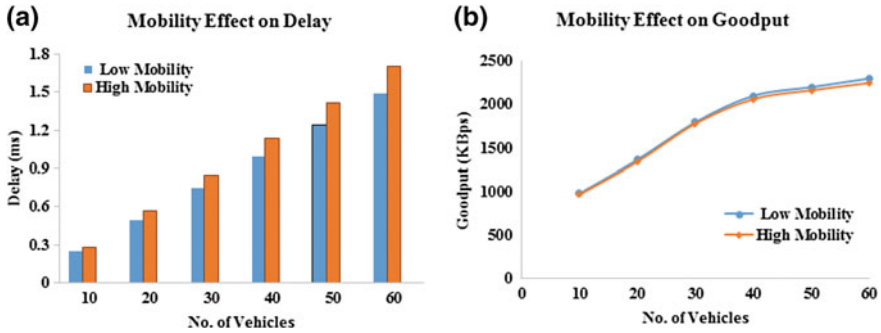 (a)
Mobility Effect on Delay
1.8
1.5
1.2
0.9
0.6
0.3
0
Delay (ms)
Low Mobility
High Mobility
10 20 30 40 50 60
No. of Vehicles
(b)
Mobility Effect on Goodput
2500
2000
1500
1000
500
0
Goodput (KBps)
Low Mobility
High Mobility
0 10 20 30 40 50 60
No. of Vehicles